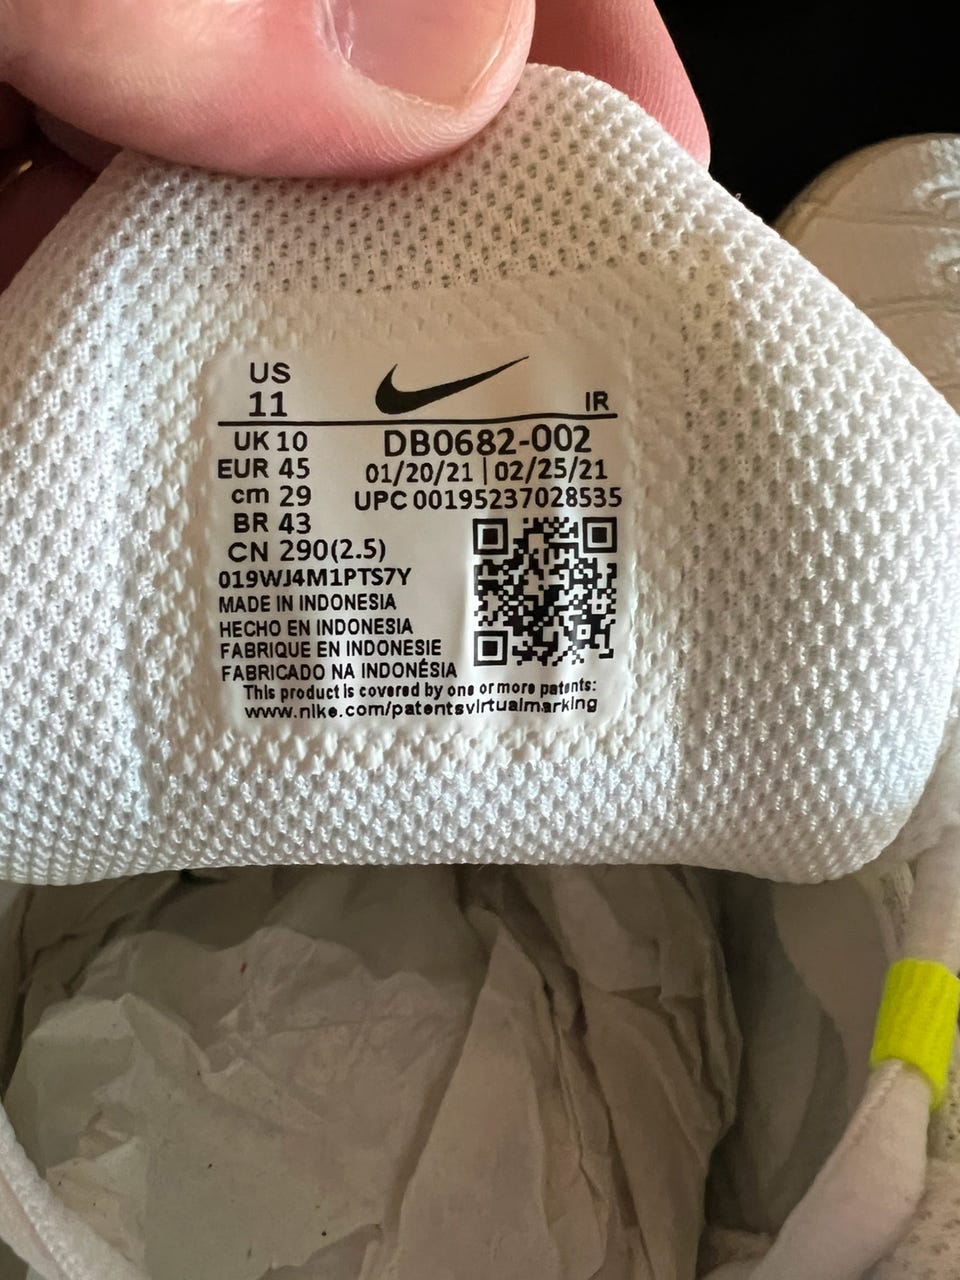 US
11
IR
UK 10
EUR 45
cm 29
BR 43
CN 290(2.5)
DB0682-002
01/20/21 | 02/25/21
UPC 00195237028535
019WJ4M1PTS7Y
MADE IN INDONESIA
HECHO EN INDONESIA
FABRIQUE EN INDONESIE
FABRICADO NA INDONÉSIA
This product is covered by one or more patents:
www.nike.com/patentsvirtualmarking